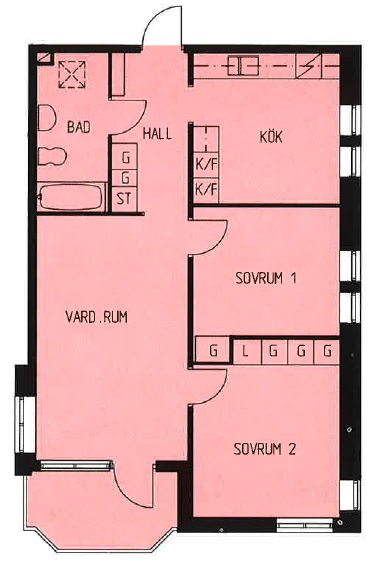 BAD
HALL
KÖK
G
G
ST
K/F
K/F
SOVRUM 1
VARD.RUM
G
L
G
G
G
SOVRUM 2